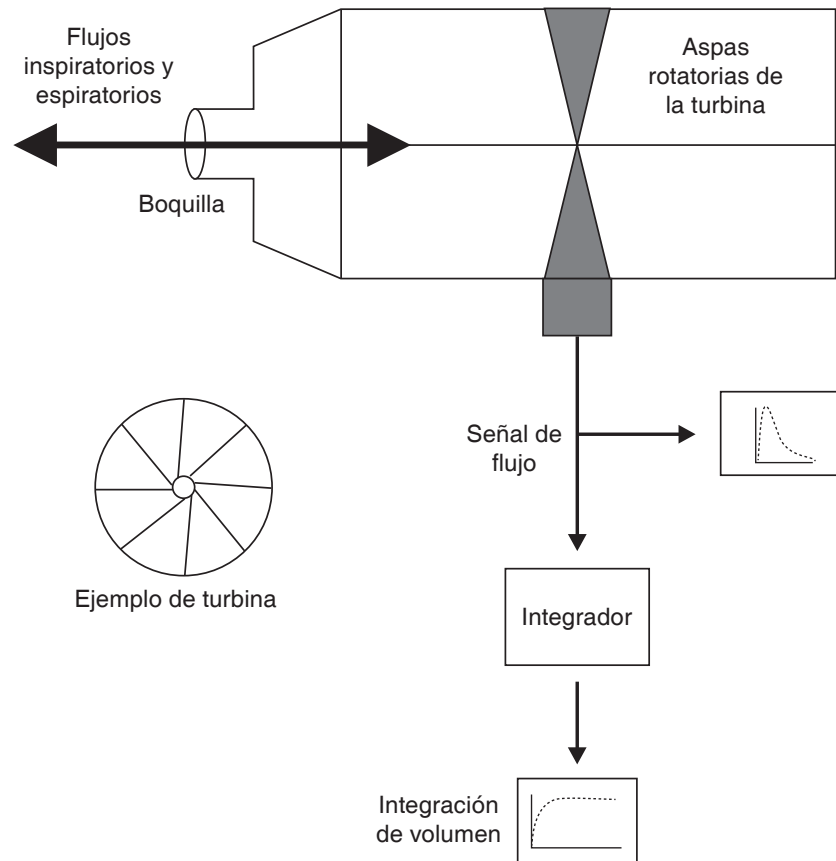 Flujos
inspiratorios y
espiratorios
Aspas
rotatorias de
la turbina
Boquilla
Señal de
flujo
Ejemplo de turbina
Integrador
Integración
de volumen